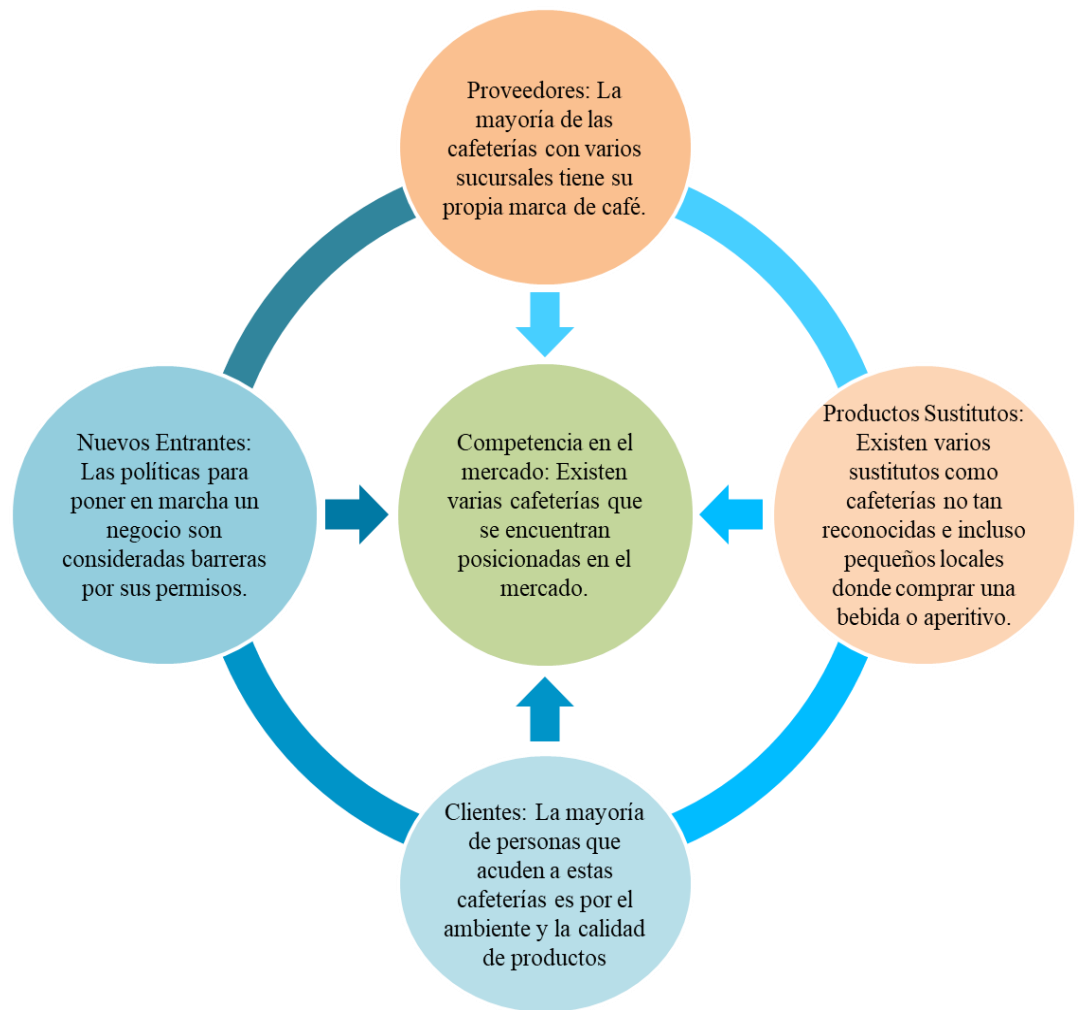 Proveedores: La
mayoría de las
cafeterías con varios
sucursales tiene su
propia marca de café.
Nuevos Entrantes:
Las políticas para
poner en marcha un
negocio son
consideradas barreras
por sus permisos.
Competencia en el
mercado: Existen
varias cafeterías que
se encuentran
posicionadas en el
mercado.
Productos Sustitutos:
Existen varios
sustitutos como
cafeterías no tan
reconocidas e incluso
pequeños locales
donde comprar una
bebida o aperitivo.
Clientes: La mayoría
de personas que
acuden a estas
cafeterías es por el
ambiente y la calidad
de productos